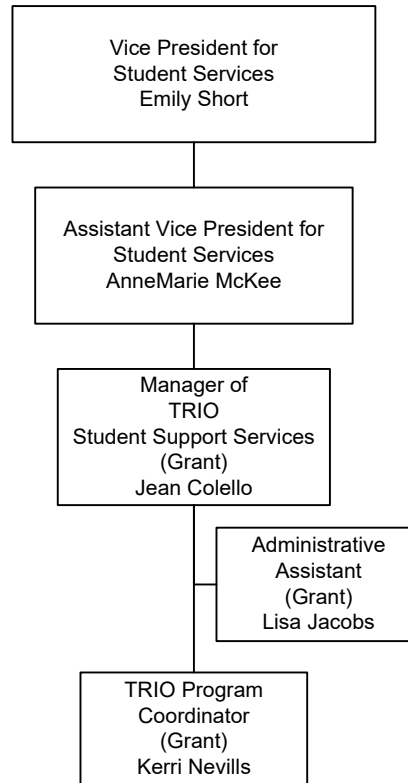 Vice President for
Student Services
Emily Short
Assistant Vice President for
Student Services
AnneMarie McKee
Manager of
TRIO
Student Support Services
(Grant)
Jean Colello
Administrative
Assistant
(Grant)
Lisa Jacobs
TRIO Program
Coordinator
(Grant)
Kerri Nevills